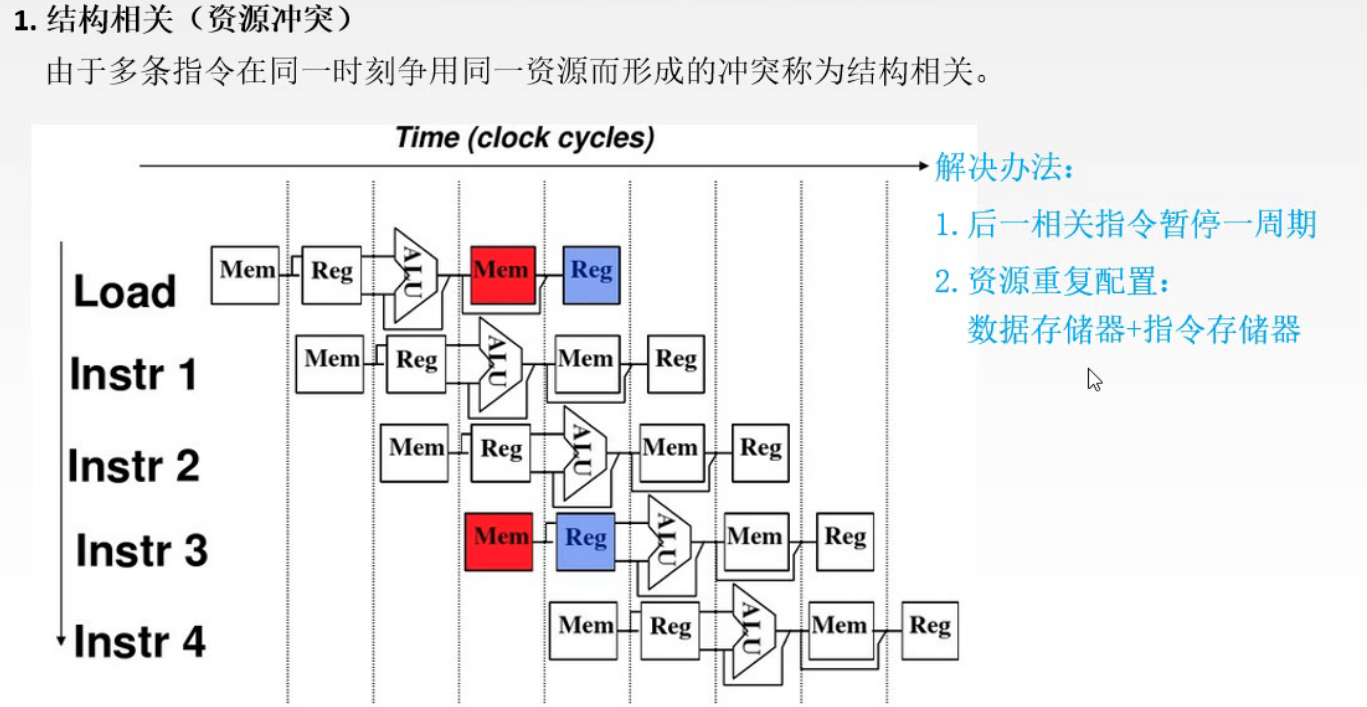 1. 结构相关（资源冲突）
由于多条指令在同一时刻争用同一资源而形成的冲突称为结构相关。
Time (clock cycles)
解决办法：
1. 后一相关指令暂停一周期
2. 资源重复配置：
数据存储器+指令存储器
Load Mem Reg ALU Mem Reg
Instr 1 Mem Reg ALU Mem Reg
Instr 2 Mem Reg ALU Mem Reg
Instr 3 Mem Reg ALU Mem Reg
Instr 4 Mem Reg ALU Mem Reg